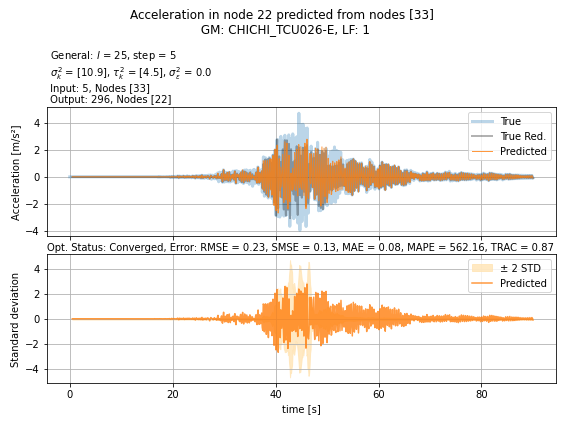 Acceleration in node 22 predicted from nodes [33]
GM: CHICHI_TCU026-E, LF: 1
General: l = 25, step = 5
σ²ₖ = [10.9], τ²ₖ = [4.5], σ²ε = 0.0
Input: 5, Nodes [33]
Output: 296, Nodes [22]
Acceleration [m/s²]
4
2
0
−2
−4
True
True Red.
Predicted
Opt. Status: Converged, Error: RMSE = 0.23, SMSE = 0.13, MAE = 0.08, MAPE = 562.16, TRAC = 0.87
Standard deviation
4
2
0
−2
−4
± 2 STD
Predicted
0 20 40 60 80
time [s]